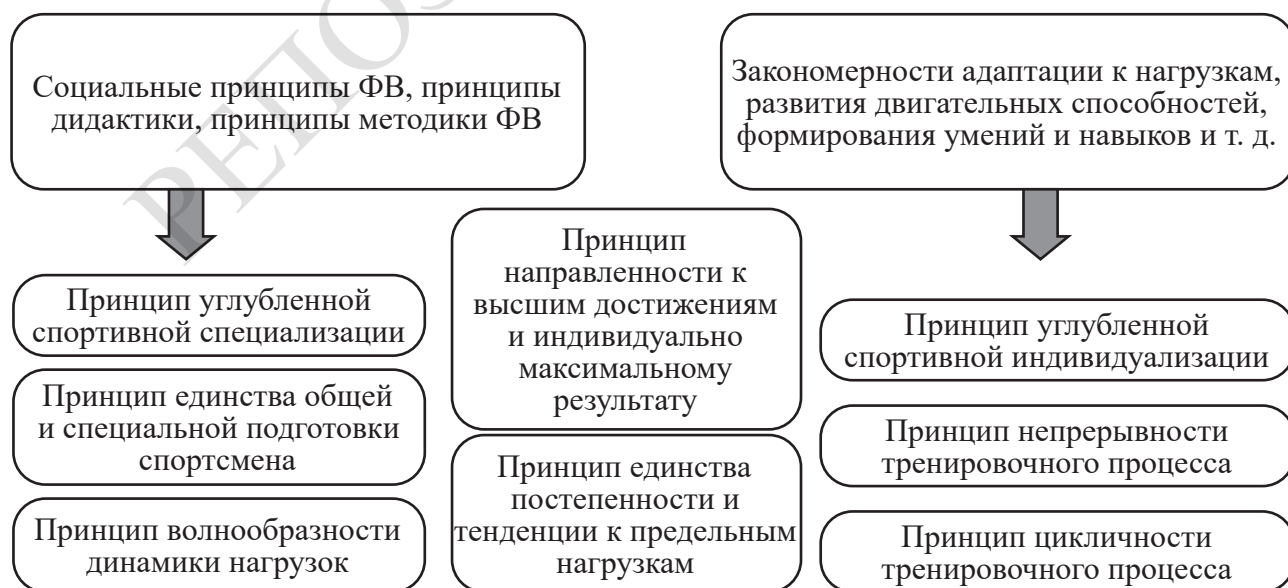 Социальные принципы ФВ, принципы
дидактики, принципы методики ФВ
Закономерности адаптации к нагрузкам,
развития двигательных способностей,
формирования умений и навыков и т. д.
Принцип углубленной
спортивной специализации
Принцип единства общей
и специальной подготовки
спортсмена
Принцип волнообразности
динамики нагрузок
Принцип
направленности к
высшим достижениям
и индивидуально
максимальному
результату
Принцип единства
постепенности и
тенденции к предельным
нагрузкам
Принцип углубленной
спортивной индивидуализации
Принцип непрерывности
тренировочного процесса
Принцип цикличности
тренировочного процесса